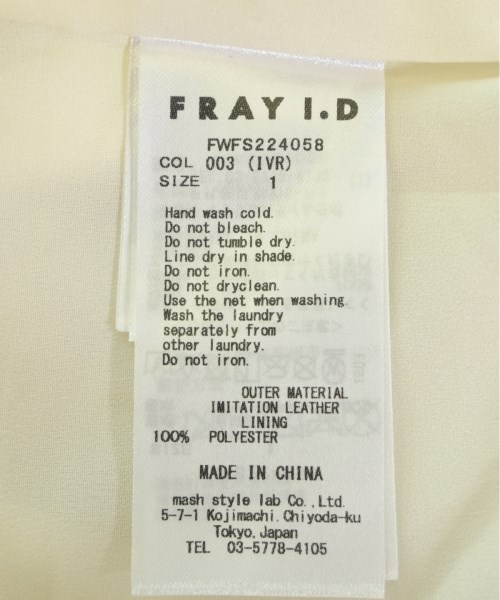 FRAY I.D
FWFS224058
COL 003 (IVR)
SIZE 1
Hand wash cold.
Do not bleach.
Do not tumble dry.
Line dry in shade.
Do not iron.
Do not dryclean.
Use the net when washing.
Wash the laundry
separately from
other laundry.
Do not iron.
OUTER MATERIAL
IMITATION LEATHER
LINING
100% POLYESTER
MADE IN CHINA
mash style lab Co., Ltd.
5-7-1 Kojimachi, Chiyoda-ku
Tokyo, Japan
TEL 03-5778-4105